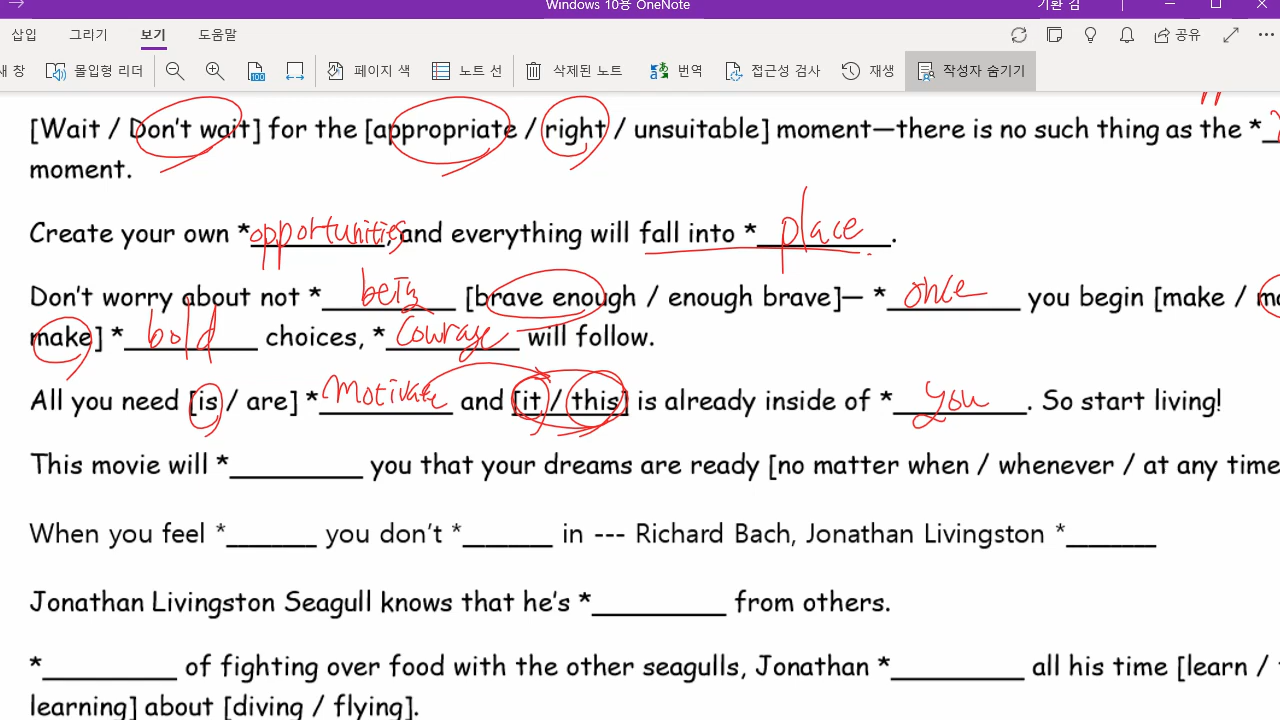 Windows 10용 OneNote
기환 김
삽입 그리기 보기 도움말
공유
새 창 몰입형 리더 페이지 색 노트 선 삭제된 노트 번역 접근성 검사 재생 작성자 숨기기
[Wait / Don't wait] for the [appropriate / right / unsuitable] moment—there is no such thing as the *
moment.
Create your own *opportunities, and everything will fall into *place.
Don't worry about not *being [brave enough / enough brave]— *once you begin [make /
make] *bold choices, *courage will follow.
All you need [is / are] *Motivate and [it / this] is already inside of *you. So start living!
This movie will *_________ you that your dreams are ready [no matter when / whenever / at any time
When you feel *_______ you don't *_______ in --- Richard Bach, Jonathan Livingston *_______
Jonathan Livingston Seagull knows that he's *_________ from others.
*_________ of fighting over food with the other seagulls, Jonathan *_________ all his time [learn /
learning] about [diving / flying].